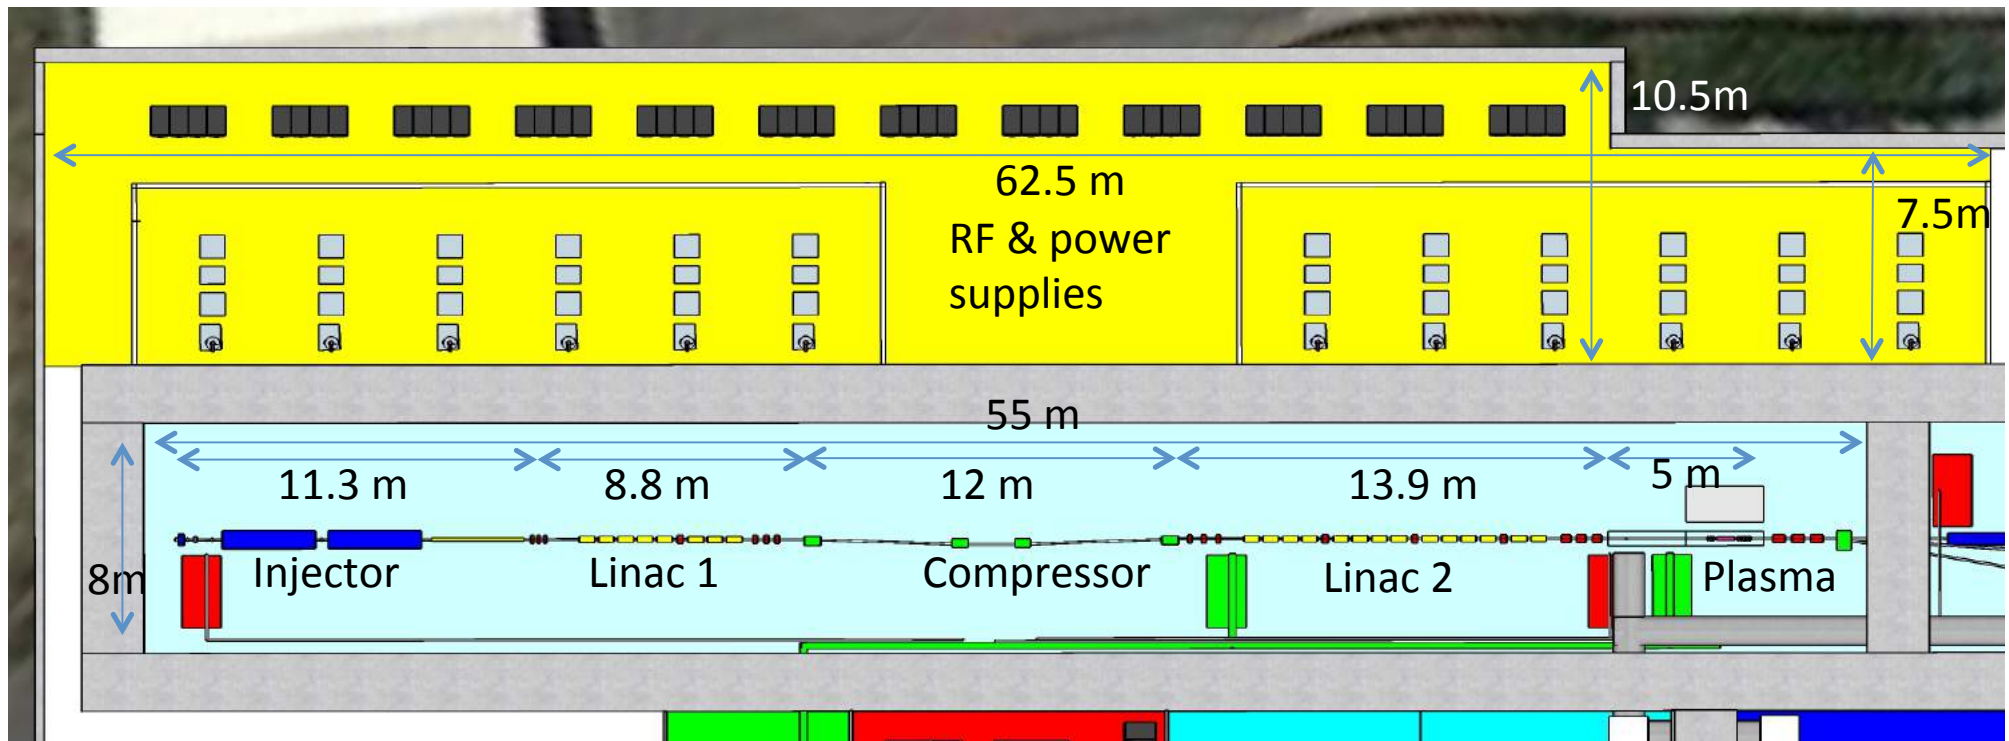 10.5m
62.5 m
7.5m
RF & power
supplies
55 m
11.3 m
8.8 m
12 m
13.9 m
5 m
8m
Injector
Linac 1
Compressor
Linac 2
Plasma